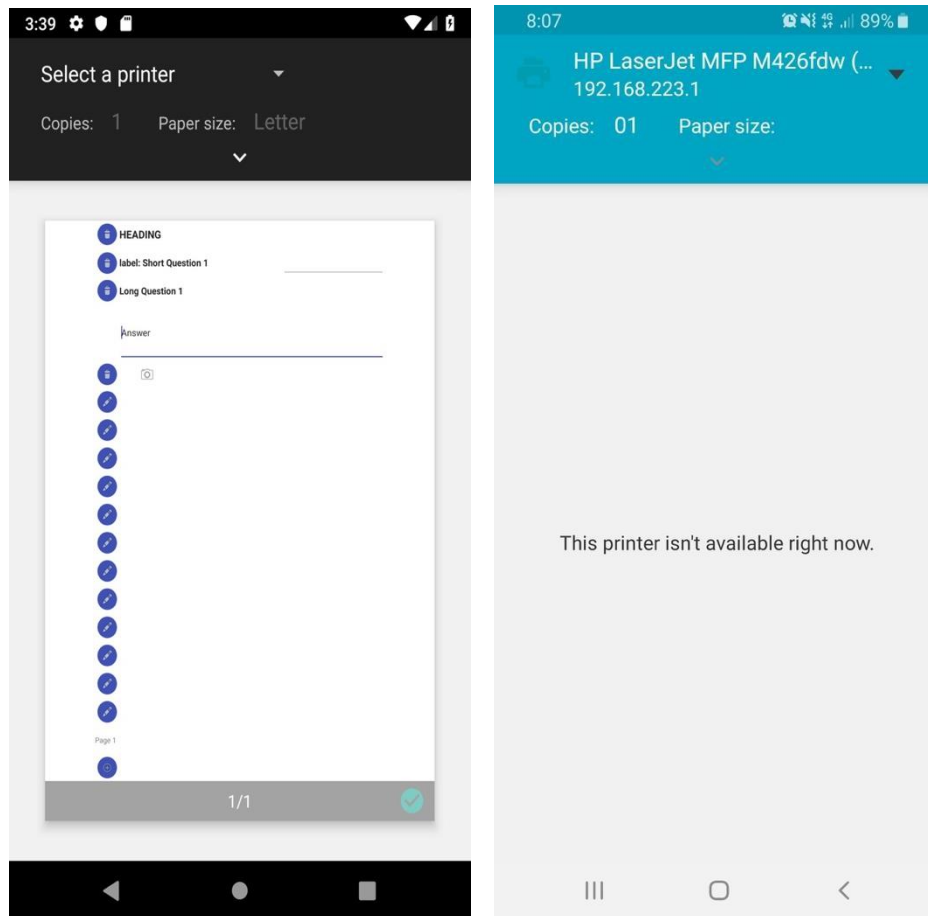 3:39
Select a printer
Copies: 1 Paper size: Letter
HEADING
label: Short Question 1
Long Question 1
Answer
Page 1
1/1
8:07
4G
89%
HP LaserJet MFP M426fdw (...
192.168.223.1
Copies: 01 Paper size:
This printer isn't available right now.